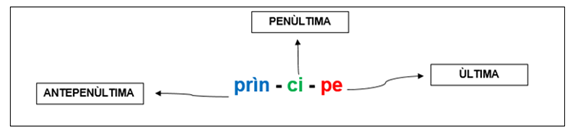 PENÙLTIMA
prìn - ci - pe
ÙLTIMA
ANTEPENÙLTIMA